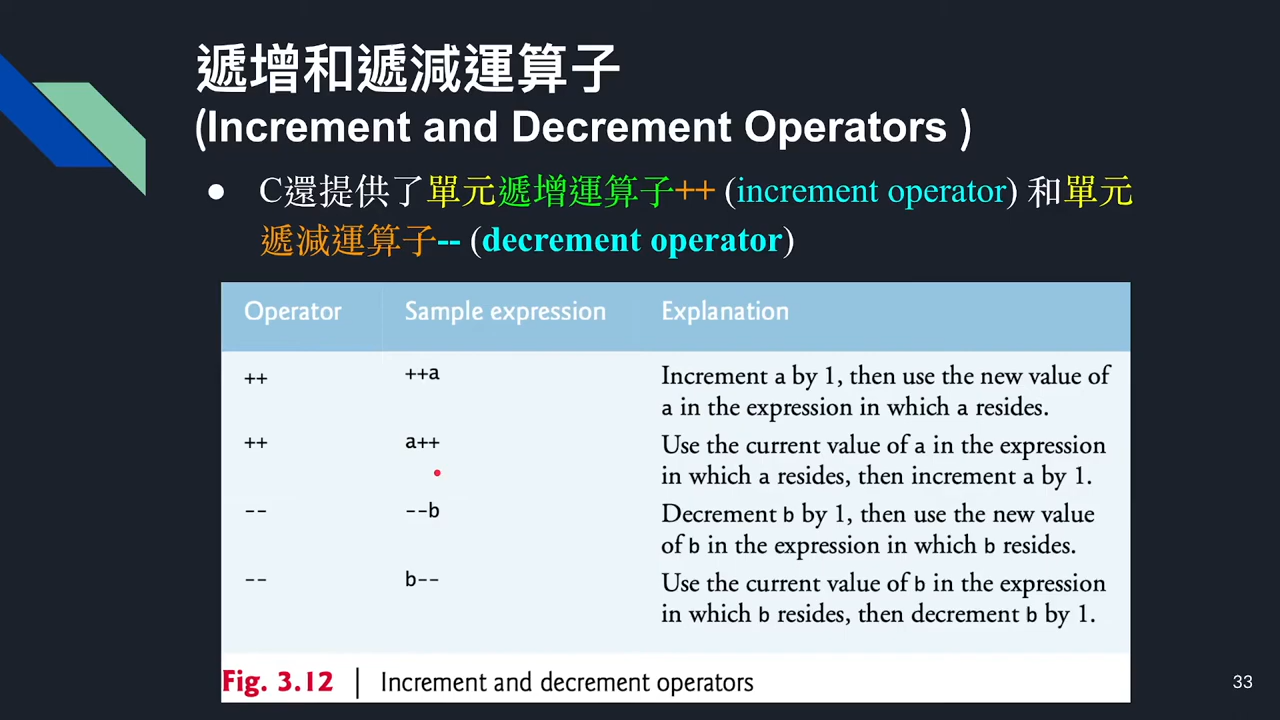 遞增和遞減運算子
(Increment and Decrement Operators )
● C還提供了單元遞增運算子++ (increment operator) 和單元
遞減運算子-- (decrement operator)
Operator Sample expression Explanation
++ ++a Increment a by 1, then use the new value of
a in the expression in which a resides.
++ a++ Use the current value of a in the expression
in which a resides, then increment a by 1.
-- --b Decrement b by 1, then use the new value
of b in the expression in which b resides.
-- b-- Use the current value of b in the expression
in which b resides, then decrement b by 1.
Fig. 3.12 | Increment and decrement operators
33